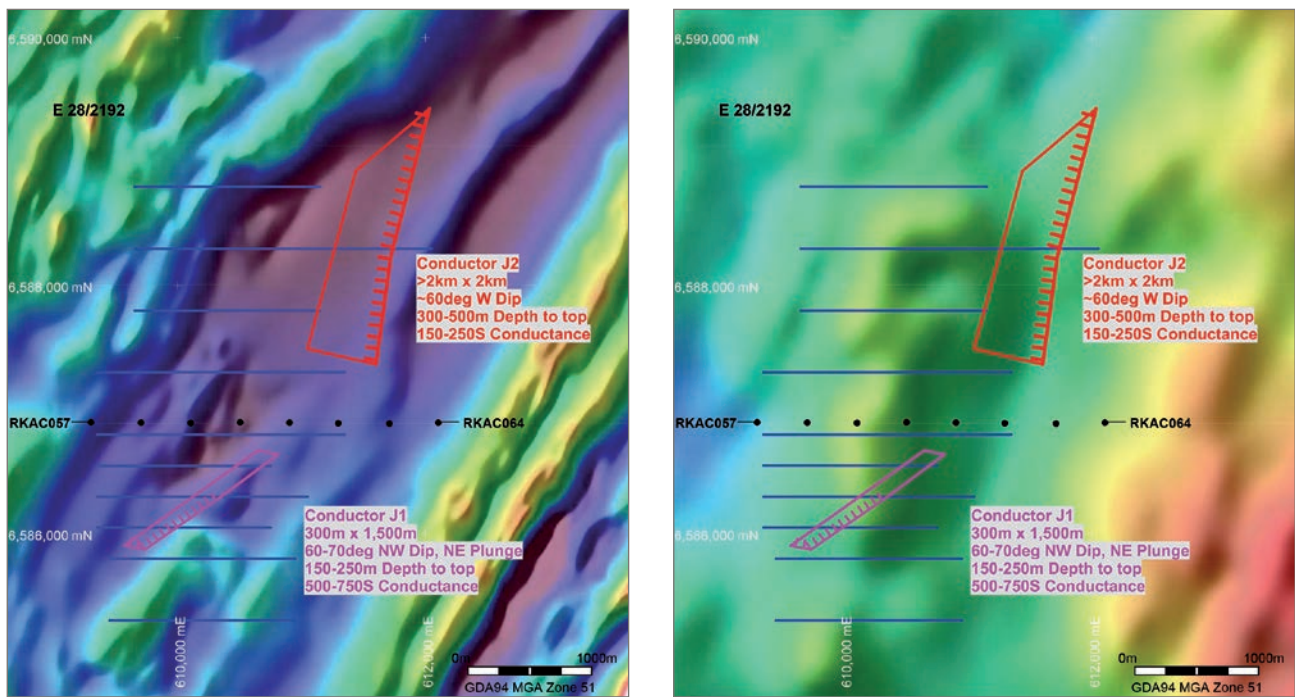 6,590,000 mN
E 28/2192
Conductor J2
>2km x 2km
~60deg W Dip
300-500m Depth to top
150-250S Conductance
6,588,000 mN
RKAC057
RKAC064
6,586,000 mN
Conductor J1
300m x 1,500m
60-70deg NW Dip, NE Plunge
150-250m Depth to top
500-750S Conductance
610,000 mE
612,000 mE
0m
1000m
GDA94 MGA Zone 51
6,590,000 mN
E 28/2192
Conductor J2
>2km x 2km
~60deg W Dip
300-500m Depth to top
150-250S Conductance
6,588,000 mN
RKAC057
RKAC064
6,586,000 mN
Conductor J1
300m x 1,500m
60-70deg NW Dip, NE Plunge
150-250m Depth to top
500-750S Conductance
610,000 mE
612,000 mE
0m
1000m
GDA94 MGA Zone 51